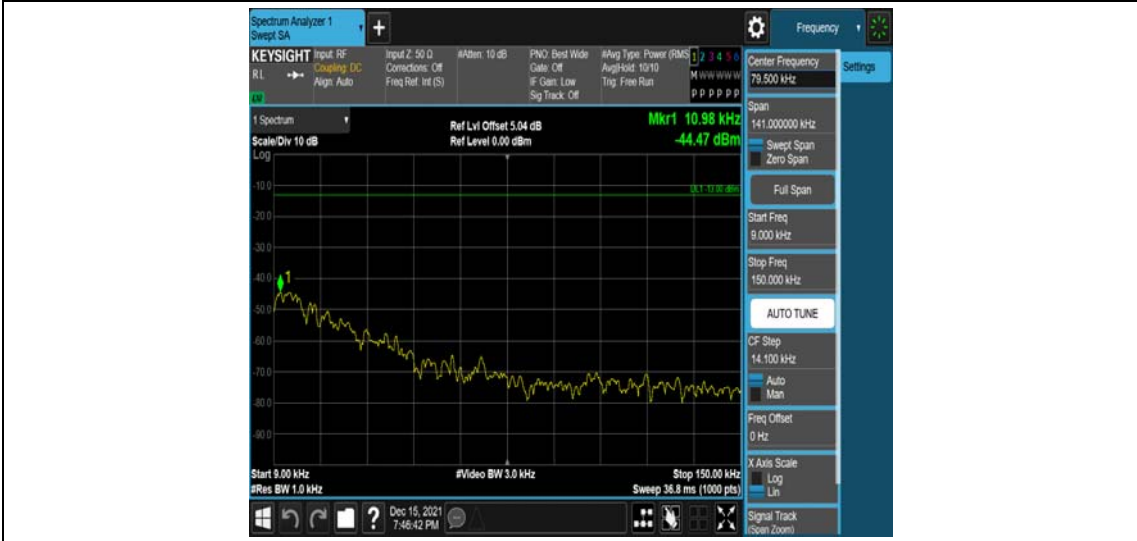 Spectrum Analyzer 1
Swept SA
+
Frequency
KEYSIGHT
RL
Input: RF
Coupling: DC
Align: Auto
Input Z: 50 Ω
Corrections: Off
Freq Ref: Int (S)
#Atten: 10 dB
PNO: Best Wide
Gate: Off
IF Gain: Low
Sig Track: Off
#Avg Type: Power (RMS
Avg|Hold: 10/10
Trig: Free Run
1 2 3 4 5 6
M W W W W W
P P P P P P
1 Spectrum
Scale/Div 10 dB
Log
Ref Lvl Offset 5.04 dB
Ref Level 0.00 dBm
Mkr1 10.98 kHz
-44.47 dBm
DL1 -13.00 dBm
-10.0
-20.0
-30.0
-40.0
-50.0
-60.0
-70.0
-80.0
-90.0
1
Start 9.00 kHz
#Res BW 1.0 kHz
#Video BW 3.0 kHz
Stop 150.00 kHz
Sweep 36.8 ms (1000 pts)
?
Dec 15, 2021
7:46:42 PM
Center Frequency
79.500 kHz
Settings
Span
141.000000 kHz
Swept Span
Zero Span
Full Span
Start Freq
9.000 kHz
Stop Freq
150.000 kHz
AUTO TUNE
CF Step
14.100 kHz
Auto
Man
Freq Offset
0 Hz
X Axis Scale
Log
Lin
Signal Track
(Span Zoom)